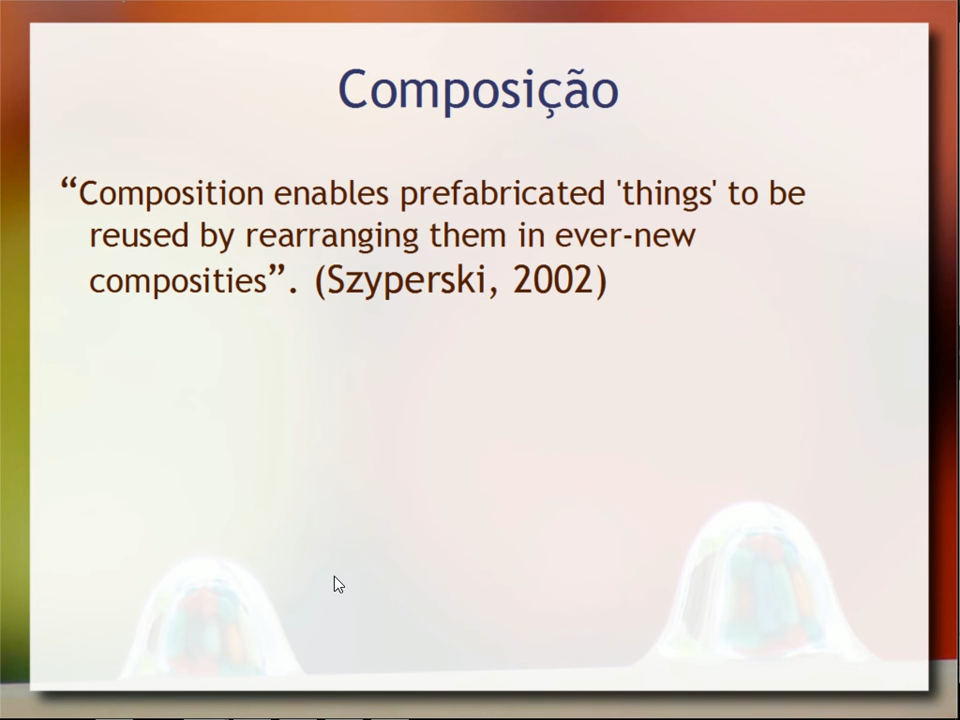 Composição
“Composition enables prefabricated 'things' to be
reused by rearranging them in ever-new
composities”. (Szyperski, 2002)